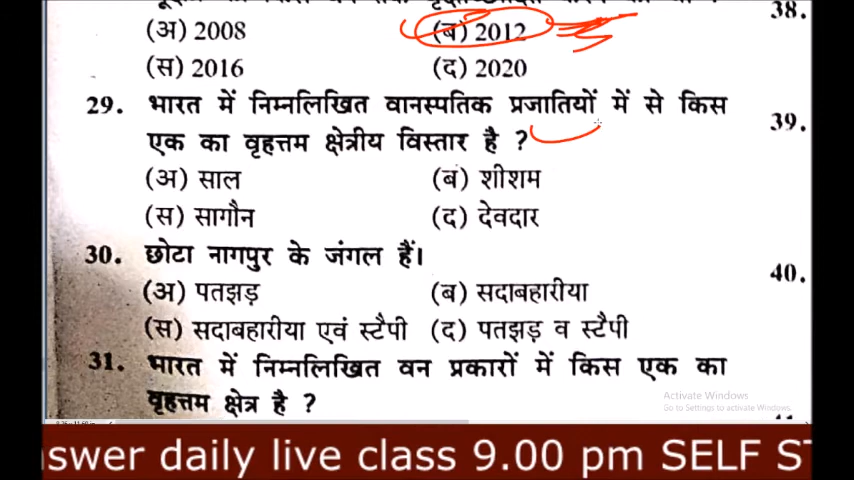 (अ) 2008 (ब) 2012
38.
(स) 2016 (द) 2020
29. भारत में निम्नलिखित वानस्पतिक प्रजातियों में से किस
39.
एक का वृहत्तम क्षेत्रीय विस्तार है ?
(अ) साल (ब) शीशम
(स) सागौन (द) देवदार
30. छोटा नागपुर के जंगल हैं।
40.
(अ) पतझड़ (ब) सदाबहारीया
(स) सदाबहारीया एवं स्टैपी (द) पतझड़ व स्टैपी
31. भारत में निम्नलिखित वन प्रकारों में किस एक का
वृहत्तम क्षेत्र है ?
Activate Windows
Go to Settings to activate Windows.
swer daily live class 9.00 pm SELF ST